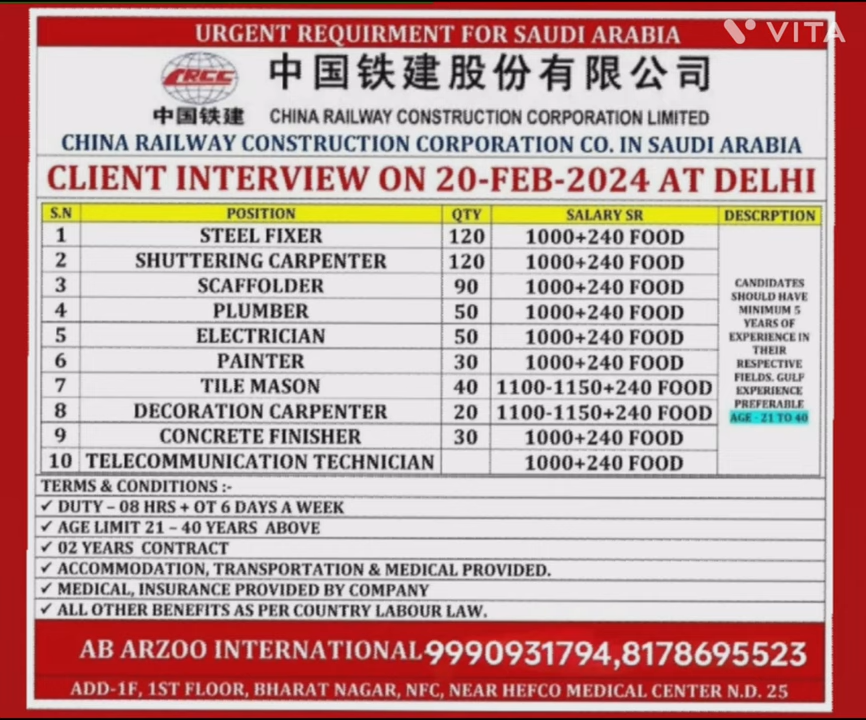 URGENT REQUIRMENT FOR SAUDI ARABIA
VITA
CRCC
中国铁建股份有限公司
中国铁建 CHINA RAILWAY CONSTRUCTION CORPORATION LIMITED
CHINA RAILWAY CONSTRUCTION CORPORATION CO. IN SAUDI ARABIA
CLIENT INTERVIEW ON 20-FEB-2024 AT DELHI
S.N POSITION QTY SALARY SR DESCRPTION
1 STEEL FIXER 120 1000+240 FOOD
2 SHUTTERING CARPENTER 120 1000+240 FOOD
3 SCAFFOLDER 90 1000+240 FOOD
4 PLUMBER 50 1000+240 FOOD
5 ELECTRICIAN 50 1000+240 FOOD
6 PAINTER 30 1000+240 FOOD
7 TILE MASON 40 1100-1150+240 FOOD
8 DECORATION CARPENTER 20 1100-1150+240 FOOD
9 CONCRETE FINISHER 30 1000+240 FOOD
10 TELECOMMUNICATION TECHNICIAN 1000+240 FOOD
CANDIDATES
SHOULD HAVE
MINIMUM 5
YEARS OF
EXPERIENCE IN
THEIR
RESPECTIVE
FIELDS. GULF
EXPERIENCE
PREFERABLE
AGE - 21 TO 40
TERMS & CONDITIONS :-
✓ DUTY – 08 HRS + OT 6 DAYS A WEEK
✓ AGE LIMIT 21 – 40 YEARS ABOVE
✓ 02 YEARS CONTRACT
✓ ACCOMMODATION, TRANSPORTATION & MEDICAL PROVIDED.
✓ MEDICAL, INSURANCE PROVIDED BY COMPANY
✓ ALL OTHER BENEFITS AS PER COUNTRY LABOUR LAW.
AB ARZOO INTERNATIONAL-9990931794,8178695523
ADD-1F, 1ST FLOOR, BHARAT NAGAR, NFC, NEAR HEFCO MEDICAL CENTER N.D. 25